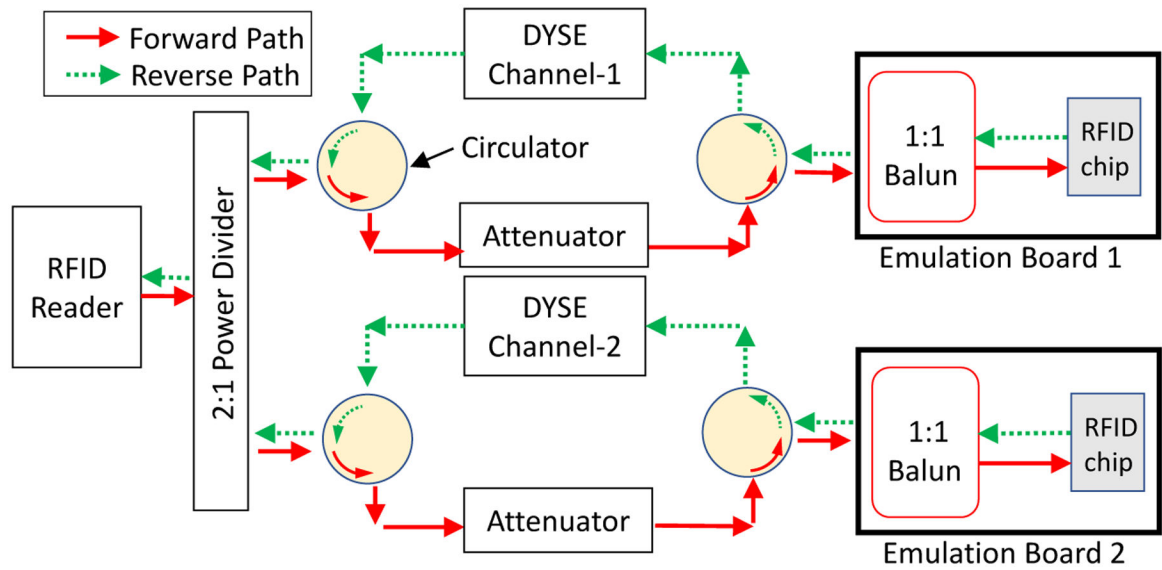 Forward Path
Reverse Path
DYSE
Channel-1
Circulator
Attenuator
1:1
Balun
RFID
chip
Emulation Board 1
RFID
Reader
2:1 Power Divider
DYSE
Channel-2
Attenuator
1:1
Balun
RFID
chip
Emulation Board 2